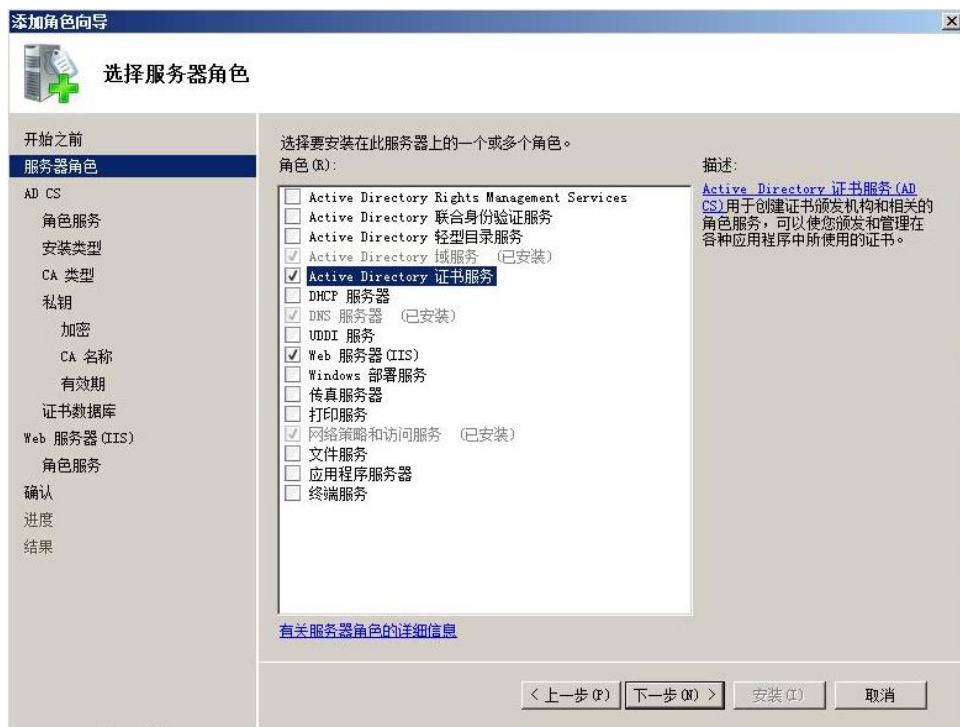 添加角色向导
选择服务器角色
开始之前
服务器角色
AD CS
角色服务
安装类型
CA 类型
私钥
加密
CA 名称
有效期
证书数据库
Web 服务器(IIS)
角色服务
确认
进度
结果
选择要安装在此服务器上的一个或多个角色。
角色(R):
Active Directory Rights Management Services
Active Directory 联合身份验证服务
Active Directory 轻型目录服务
Active Directory 域服务 (已安装)
Active Directory 证书服务
DHCP 服务器
DNS 服务器 (已安装)
UDDI 服务
Web 服务器(IIS)
Windows 部署服务
传真服务器
打印服务
网络策略和访问服务 (已安装)
文件服务
应用程序服务器
终端服务
有关服务器角色的详细信息
描述:
Active Directory 证书服务(AD
CS)用于创建证书颁发机构和相关的
角色服务，可以使您颁发和管理在
各种应用程序中所使用的证书。
< 上一步(P)
下一步(N) >
安装(I)
取消